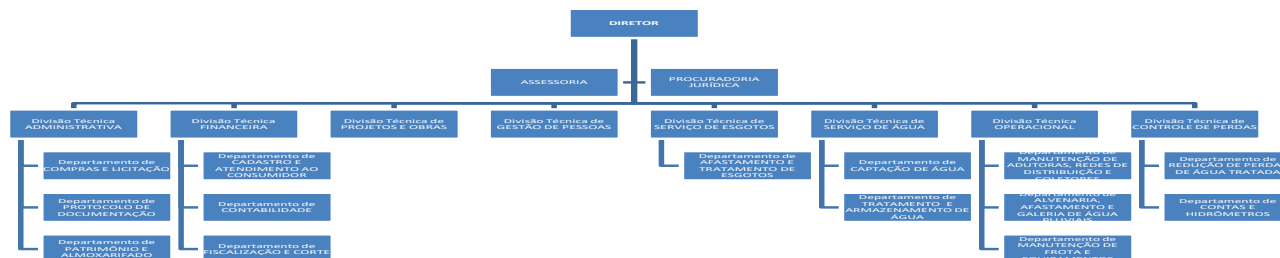 DIRETOR
ASSESSORIA
PROCURADORIA
JURÍDICA
Divisão Técnica
ADMINISTRATIVA
Divisão Técnica
FINANCEIRA
Divisão Técnica de
PROJETOS E OBRAS
Divisão Técnica de
GESTÃO DE PESSOAS
Divisão Técnica de
SERVIÇO DE ESGOTOS
Divisão Técnica de
SERVIÇO DE ÁGUA
Divisão Técnica
OPERACIONAL
Divisão Técnica de
CONTROLE DE PERDAS
Departamento de
COMPRAS E LICITAÇÃO
Departamento de
PROTOCOLO DE
DOCUMENTAÇÃO
Departamento de
PATRIMÔNIO E
ALMOXARIFADO
Departamento de
CADASTRO E
ATENDIMENTO AO
CONSUMIDOR
Departamento de
CONTABILIDADE
Departamento de
FISCALIZAÇÃO E CORTE
Departamento de
AFASTAMENTO E
TRATAMENTO DE
ESGOTOS
Departamento de
CAPTAÇÃO DE ÁGUA
Departamento de
TRATAMENTO E
ARMAZENAMENTO DE
ÁGUA
Departamento de
MANUTENÇÃO DE
ADUTORAS, REDES DE
DISTRIBUIÇÃO E
COLETORES
Departamento de
ALVENARIA,
AFASTAMENTO E
GALERIA DE ÁGUA
PLUVIAIS
Departamento de
MANUTENÇÃO DE
FROTA E
Departamento de
REDUÇÃO DE PERDA
DE ÁGUA TRATADA
Departamento de
CONTAS E
HIDRÔMETROS